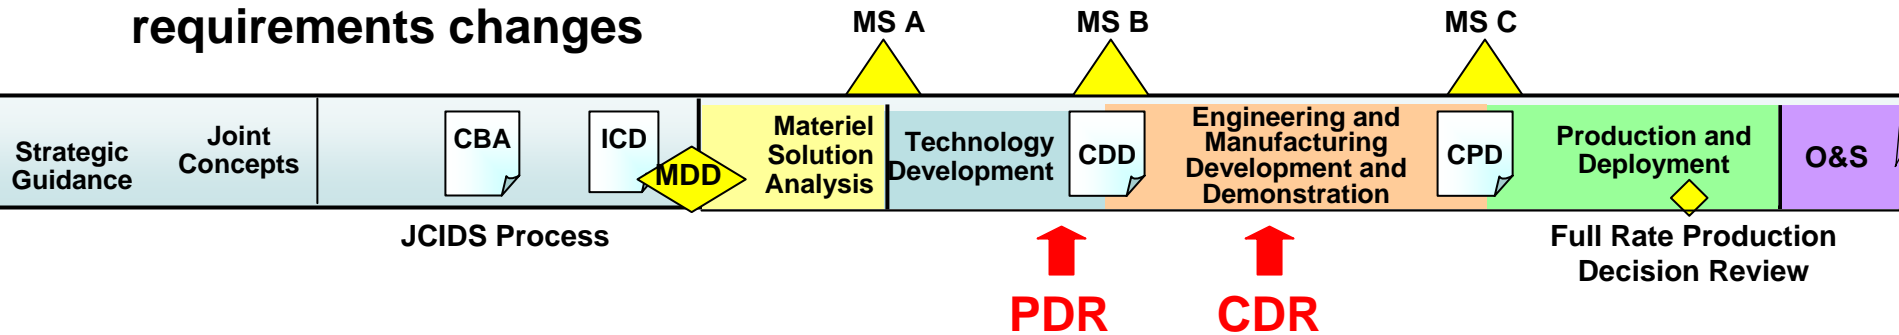 requirements changes
MS A
MS B
MS C
Strategic
Guidance
Joint
Concepts
CBA
ICD
MDD
Materiel
Solution
Analysis
Technology
Development
CDD
Engineering and
Manufacturing
Development and
Demonstration
CPD
Production and
Deployment
O&S
JCIDS Process
PDR
CDR
Full Rate Production
Decision Review